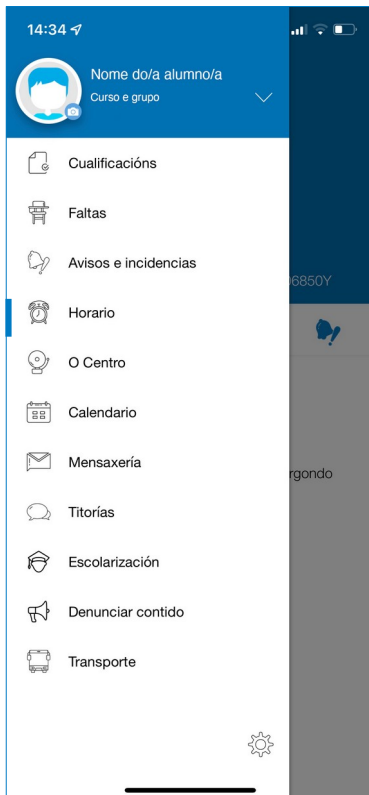 14:34
Nome do/a alumno/a
Curso e grupo
Cualificacións
Faltas
Avisos e incidencias
06850Y
Horario
O Centro
Calendario
Mensaxería
rgondo
Titorías
Escolarización
Denunciar contido
Transporte